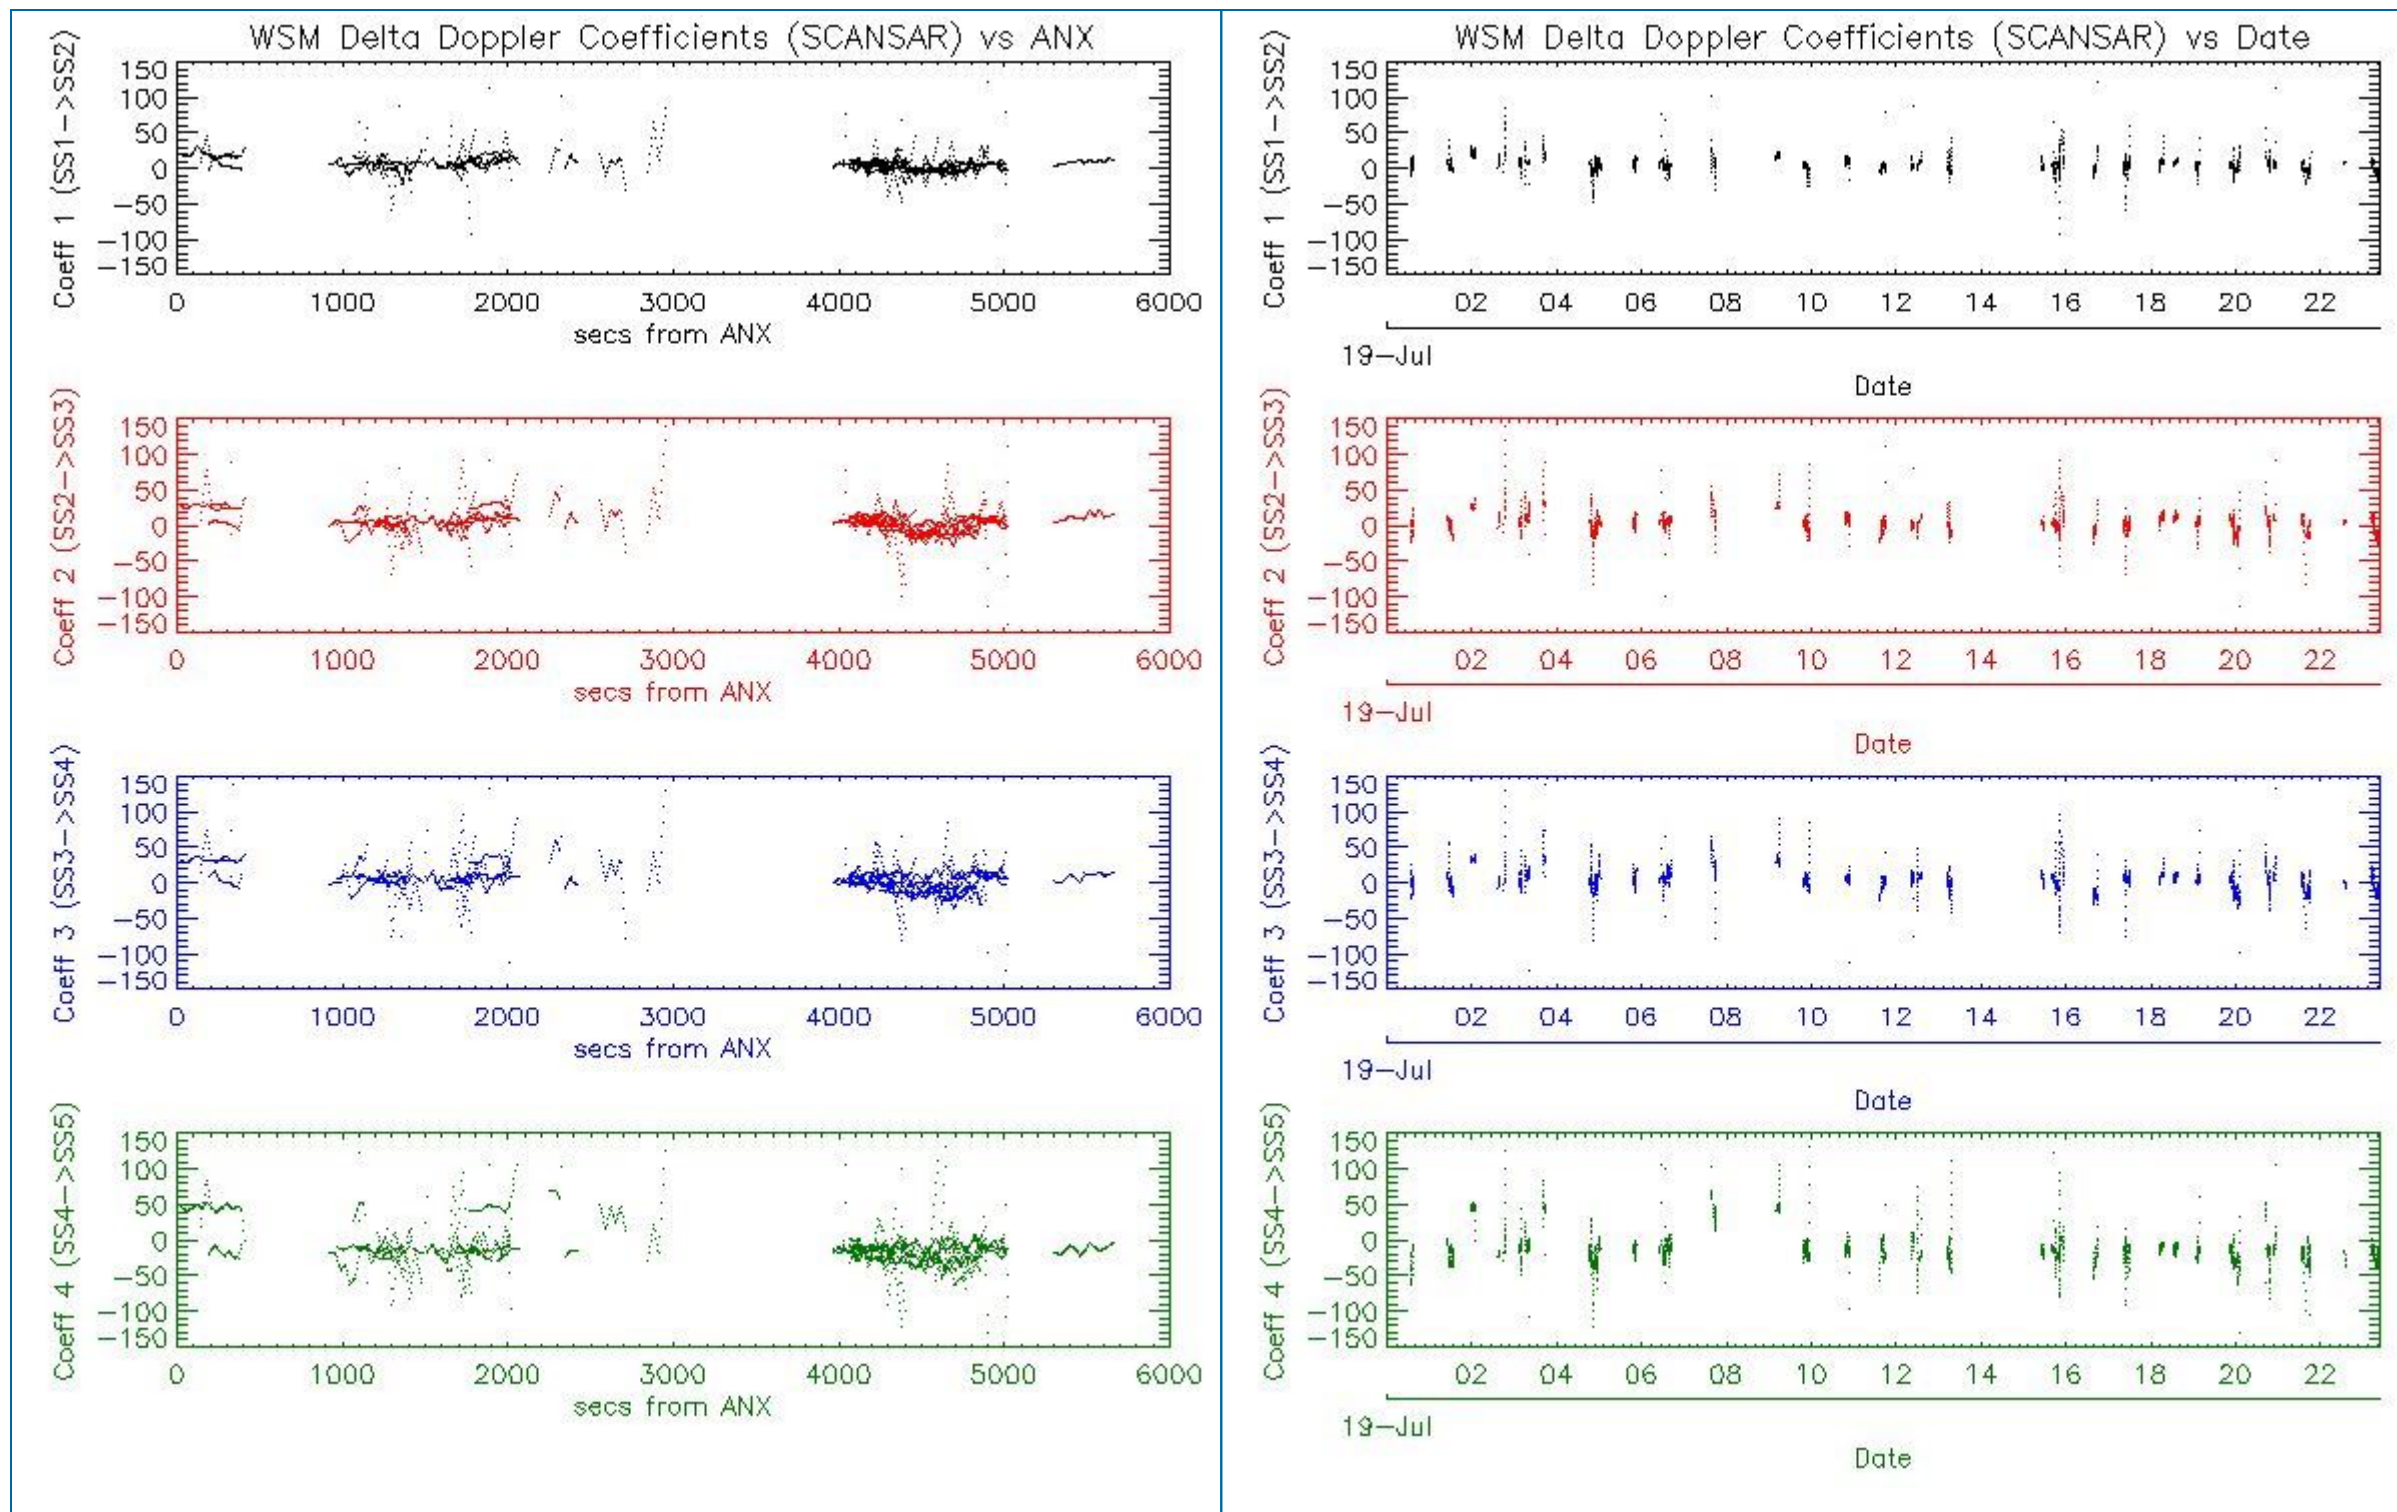 WSM Delta Doppler Coefficients (SCANSAR) vs ANX
Coeff 1 (SS1->SS2)
150
100
50
0
-50
-100
-150
0 1000 2000 3000 4000 5000 6000
secs from ANX
Coeff 2 (SS2->SS3)
150
100
50
0
-50
-100
-150
0 1000 2000 3000 4000 5000 6000
secs from ANX
Coeff 3 (SS3->SS4)
150
100
50
0
-50
-100
-150
0 1000 2000 3000 4000 5000 6000
secs from ANX
Coeff 4 (SS4->SS5)
150
100
50
0
-50
-100
-150
0 1000 2000 3000 4000 5000 6000
secs from ANX
WSM Delta Doppler Coefficients (SCANSAR) vs Date
Coeff 1 (SS1->SS2)
150
100
50
0
-50
-100
-150
02 04 06 08 10 12 14 16 18 20 22
19-Jul
Date
Coeff 2 (SS2->SS3)
150
100
50
0
-50
-100
-150
02 04 06 08 10 12 14 16 18 20 22
19-Jul
Date
Coeff 3 (SS3->SS4)
150
100
50
0
-50
-100
-150
02 04 06 08 10 12 14 16 18 20 22
19-Jul
Date
Coeff 4 (SS4->SS5)
150
100
50
0
-50
-100
-150
02 04 06 08 10 12 14 16 18 20 22
19-Jul
Date